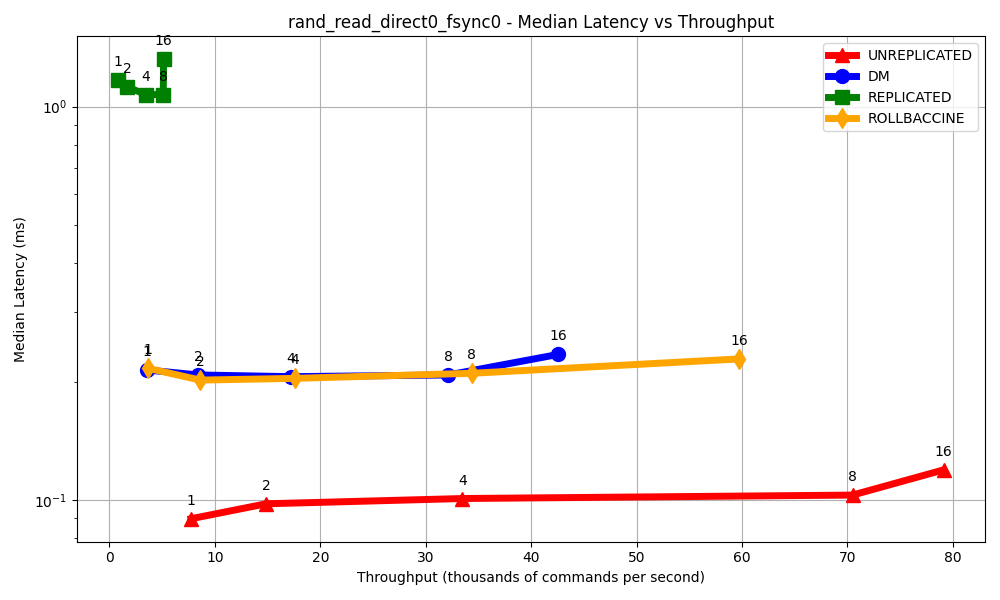 rand_read_direct0_fsync0 - Median Latency vs Throughput
UNREPLICATED
DM
REPLICATED
ROLLBACCINE
Median Latency (ms)
10^0
10^-1
1
2
4
8
16
1
2
4
8
16
1
2
4
8
16
1
2
4
8
16
0 10 20 30 40 50 60 70 80
Throughput (thousands of commands per second)